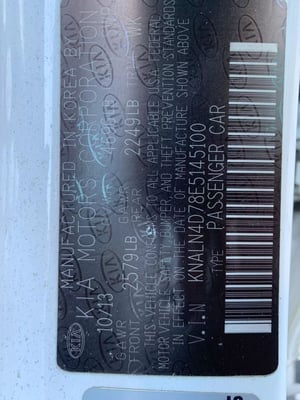 MANUFACTURED IN KOREA BY
KIA MOTORS CORPORATION
10/13
GAWR GAWR
FRONT 2579LB REAR 2249LB
THIS VEHICLE CONFORMS TO ALL APPLICABLE U.S.A FEDERAL
MOTOR VEHICLE SAFETY, BUMPER, AND THEFT PREVENTION STANDARDS
IN EFFECT ON THE DATE OF MANUFACTURE SHOWN ABOVE
V.I.N: KNALN4D78E5145100
TYPE: PASSENGER CAR
KIA